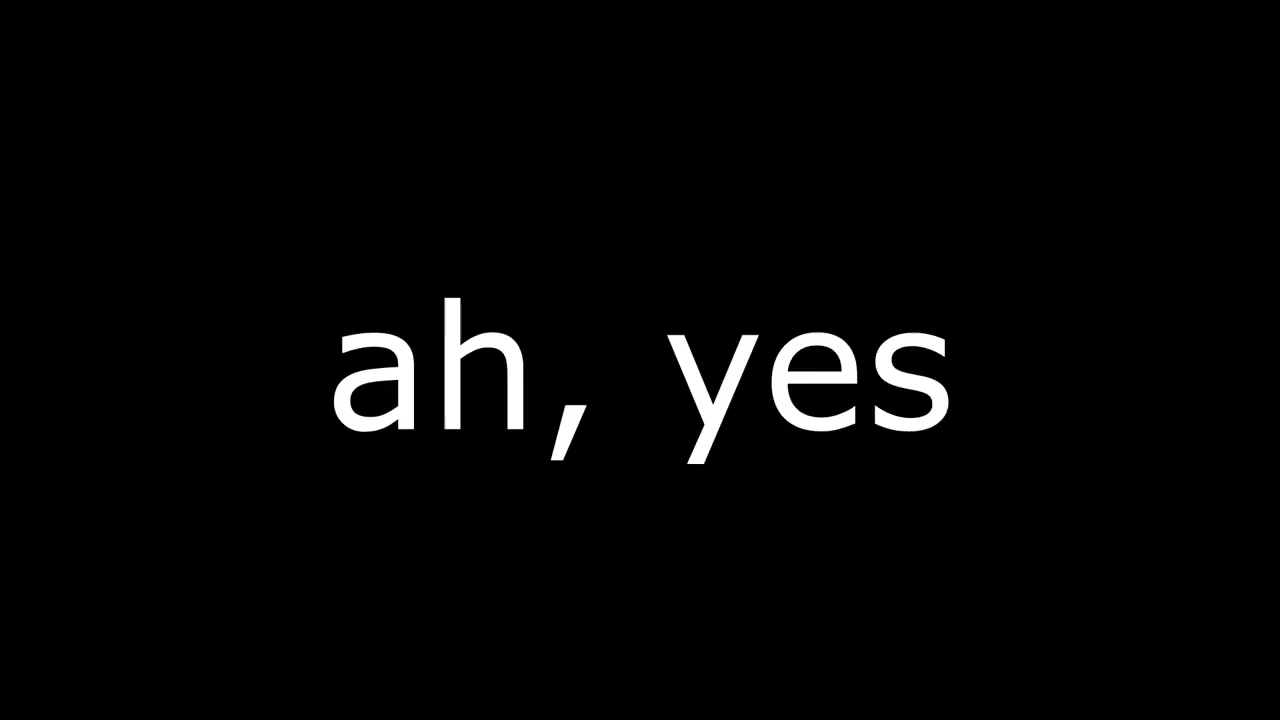 ah, yes